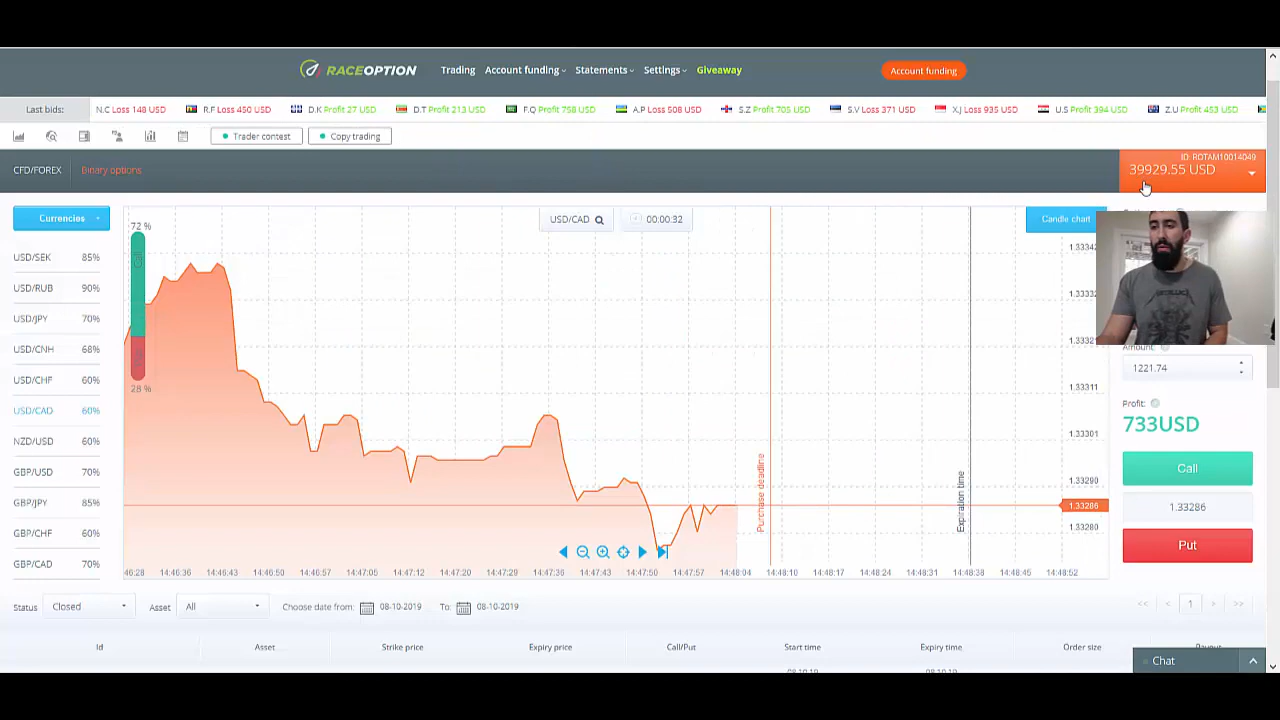 RACEOPTION
Trading Account funding Statements Settings Giveaway
Account funding
Last bids: N.C Loss 148 USD R.F Loss 450 USD D.K Profit 27 USD D.T Profit 213 USD F.Q Profit 758 USD A.P Loss 508 USD S.Z Profit 705 USD S.V Loss 371 USD X.J Loss 935 USD U.S Profit 394 USD Z.U Profit 453 USD
Trader contest Copy trading
CFD/FOREX Binary options
ID: ROTAM10014049
39929.55 USD
Currencies
USD/CAD 00:00:32
Candle chart
72 %
28 %
USD/SEK 85%
USD/RUB 90%
USD/JPY 70%
USD/CNH 68%
USD/CHF 60%
USD/CAD 60%
NZD/USD 60%
GBP/USD 70%
GBP/JPY 85%
GBP/CHF 60%
GBP/CAD 70%
Purchase deadline
Expiration time
1.33311
1.33301
1.33290
1.33286
1.33280
46:28 14:46:36 14:46:43 14:46:50 14:46:57 14:47:05 14:47:12 14:47:20 14:47:29 14:47:43 14:47:50 14:47:57 14:48:04 14:48:10 14:48:17 14:48:24 14:48:31 14:48:38 14:48:45 14:48:52
Amount:
1221.74
Profit:
733USD
Call
1.33286
Put
Status Closed Asset All Choose date from: 08-10-2019 To: 08-10-2019
<< < 1 > >>
Id Asset Strike price Expiry price Call/Put Start time Expiry time Order size Payout
Chat